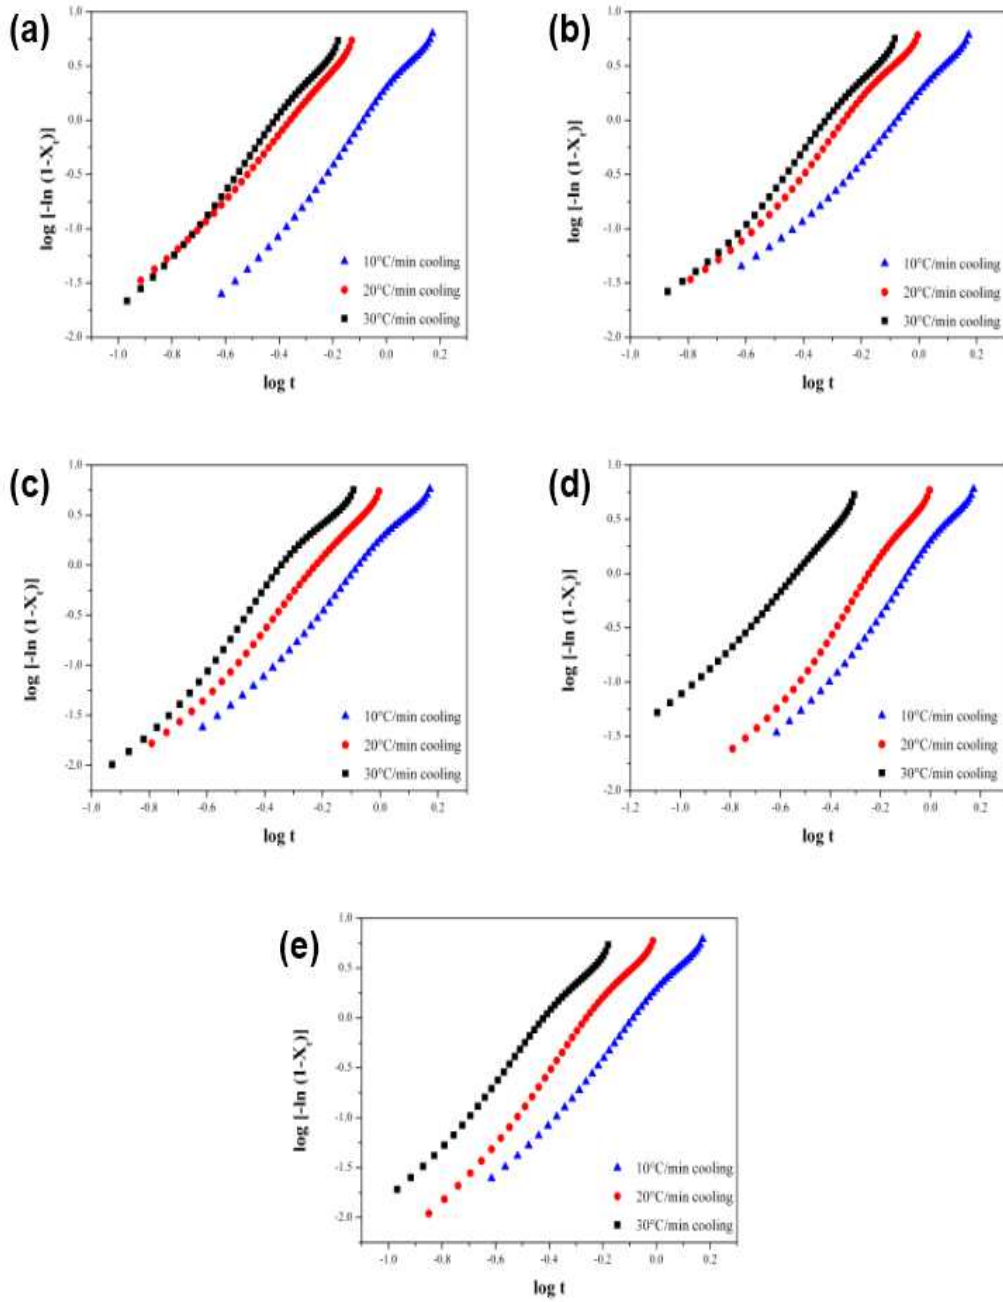 (a)
1.0
0.5
0.0
-0.5
-1.0
-1.5
-2.0
log [-ln (1-Xt)]
10°C/min cooling
20°C/min cooling
30°C/min cooling
-1.0 -0.8 -0.6 -0.4 -0.2 0.0 0.2
log t
(b)
1.0
0.5
0.0
-0.5
-1.0
-1.5
-2.0
log [-ln (1-Xt)]
10°C/min cooling
20°C/min cooling
30°C/min cooling
-1.0 -0.8 -0.6 -0.4 -0.2 0.0 0.2
log t
(c)
1.0
0.5
0.0
-0.5
-1.0
-1.5
-2.0
log [-ln (1-Xt)]
10°C/min cooling
20°C/min cooling
30°C/min cooling
-1.0 -0.8 -0.6 -0.4 -0.2 0.0 0.2
log t
(d)
1.0
0.5
0.0
-0.5
-1.0
-1.5
-2.0
log [-ln (1-Xt)]
10°C/min cooling
20°C/min cooling
30°C/min cooling
-1.2 -1.0 -0.8 -0.6 -0.4 -0.2 0.0 0.2
log t
(e)
1.0
0.5
0.0
-0.5
-1.0
-1.5
-2.0
log [-ln (1-Xt)]
10°C/min cooling
20°C/min cooling
30°C/min cooling
-1.0 -0.8 -0.6 -0.4 -0.2 0.0 0.2
log t